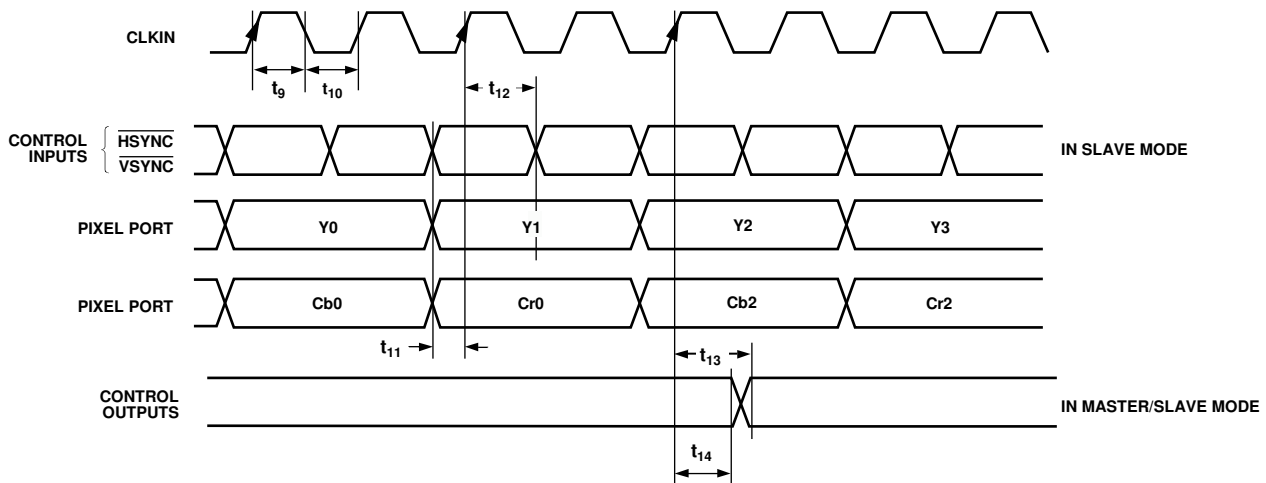 CLKIN
t9
t10
t12
CONTROL
INPUTS
HSYNC
VSYNC
IN SLAVE MODE
PIXEL PORT
Y0
Y1
Y2
Y3
PIXEL PORT
Cb0
Cr0
Cb2
Cr2
t11
t13
CONTROL
OUTPUTS
IN MASTER/SLAVE MODE
t14